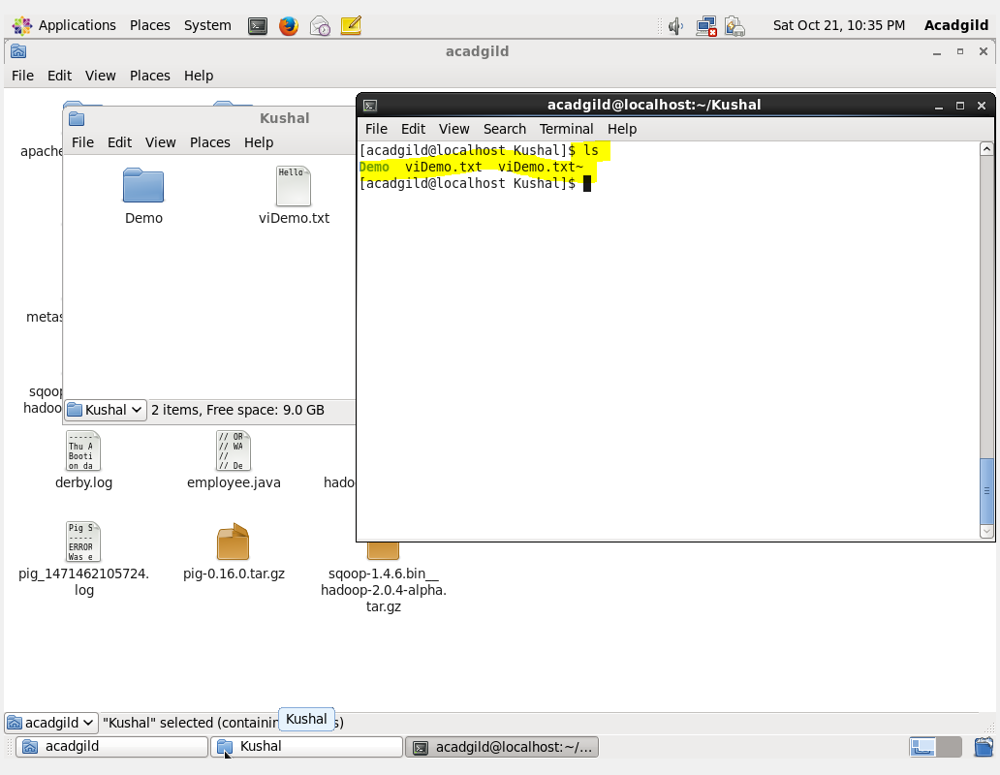 Applications Places System Sat Oct 21, 10:35 PM Acadgild
acadgild
File Edit View Places Help
apache
Kushal
File Edit View Places Help
Hello
Demo viDemo.txt
Kushal 2 items, Free space: 9.0 GB
acadgild@localhost:~/Kushal
File Edit View Search Terminal Help
[acadgild@localhost Kushal]$ ls
Demo viDemo.txt viDemo.txt~
[acadgild@localhost Kushal]$
metas
sqoop
hadoo
-----
Thu A
Booti
on da
// OR
// WA
//
// De
derby.log employee.java hadoo
Pig S
-----
ERROR
Was e
pig_1471462105724.
log
pig-0.16.0.tar.gz
sqoop-1.4.6.bin__
hadoop-2.0.4-alpha.
tar.gz
acadgild "Kushal" selected (containin s)
Kushal
acadgild Kushal acadgild@localhost:~/...